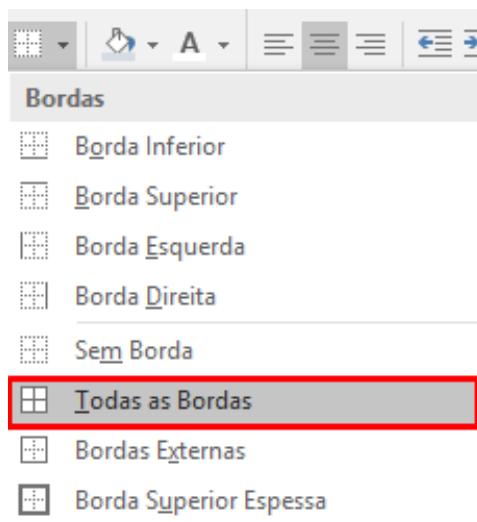 A
Bordas
Borda Inferior
Borda Superior
Borda Esquerda
Borda Direita
Sem Borda
Todas as Bordas
Bordas Externas
Borda Superior Espessa